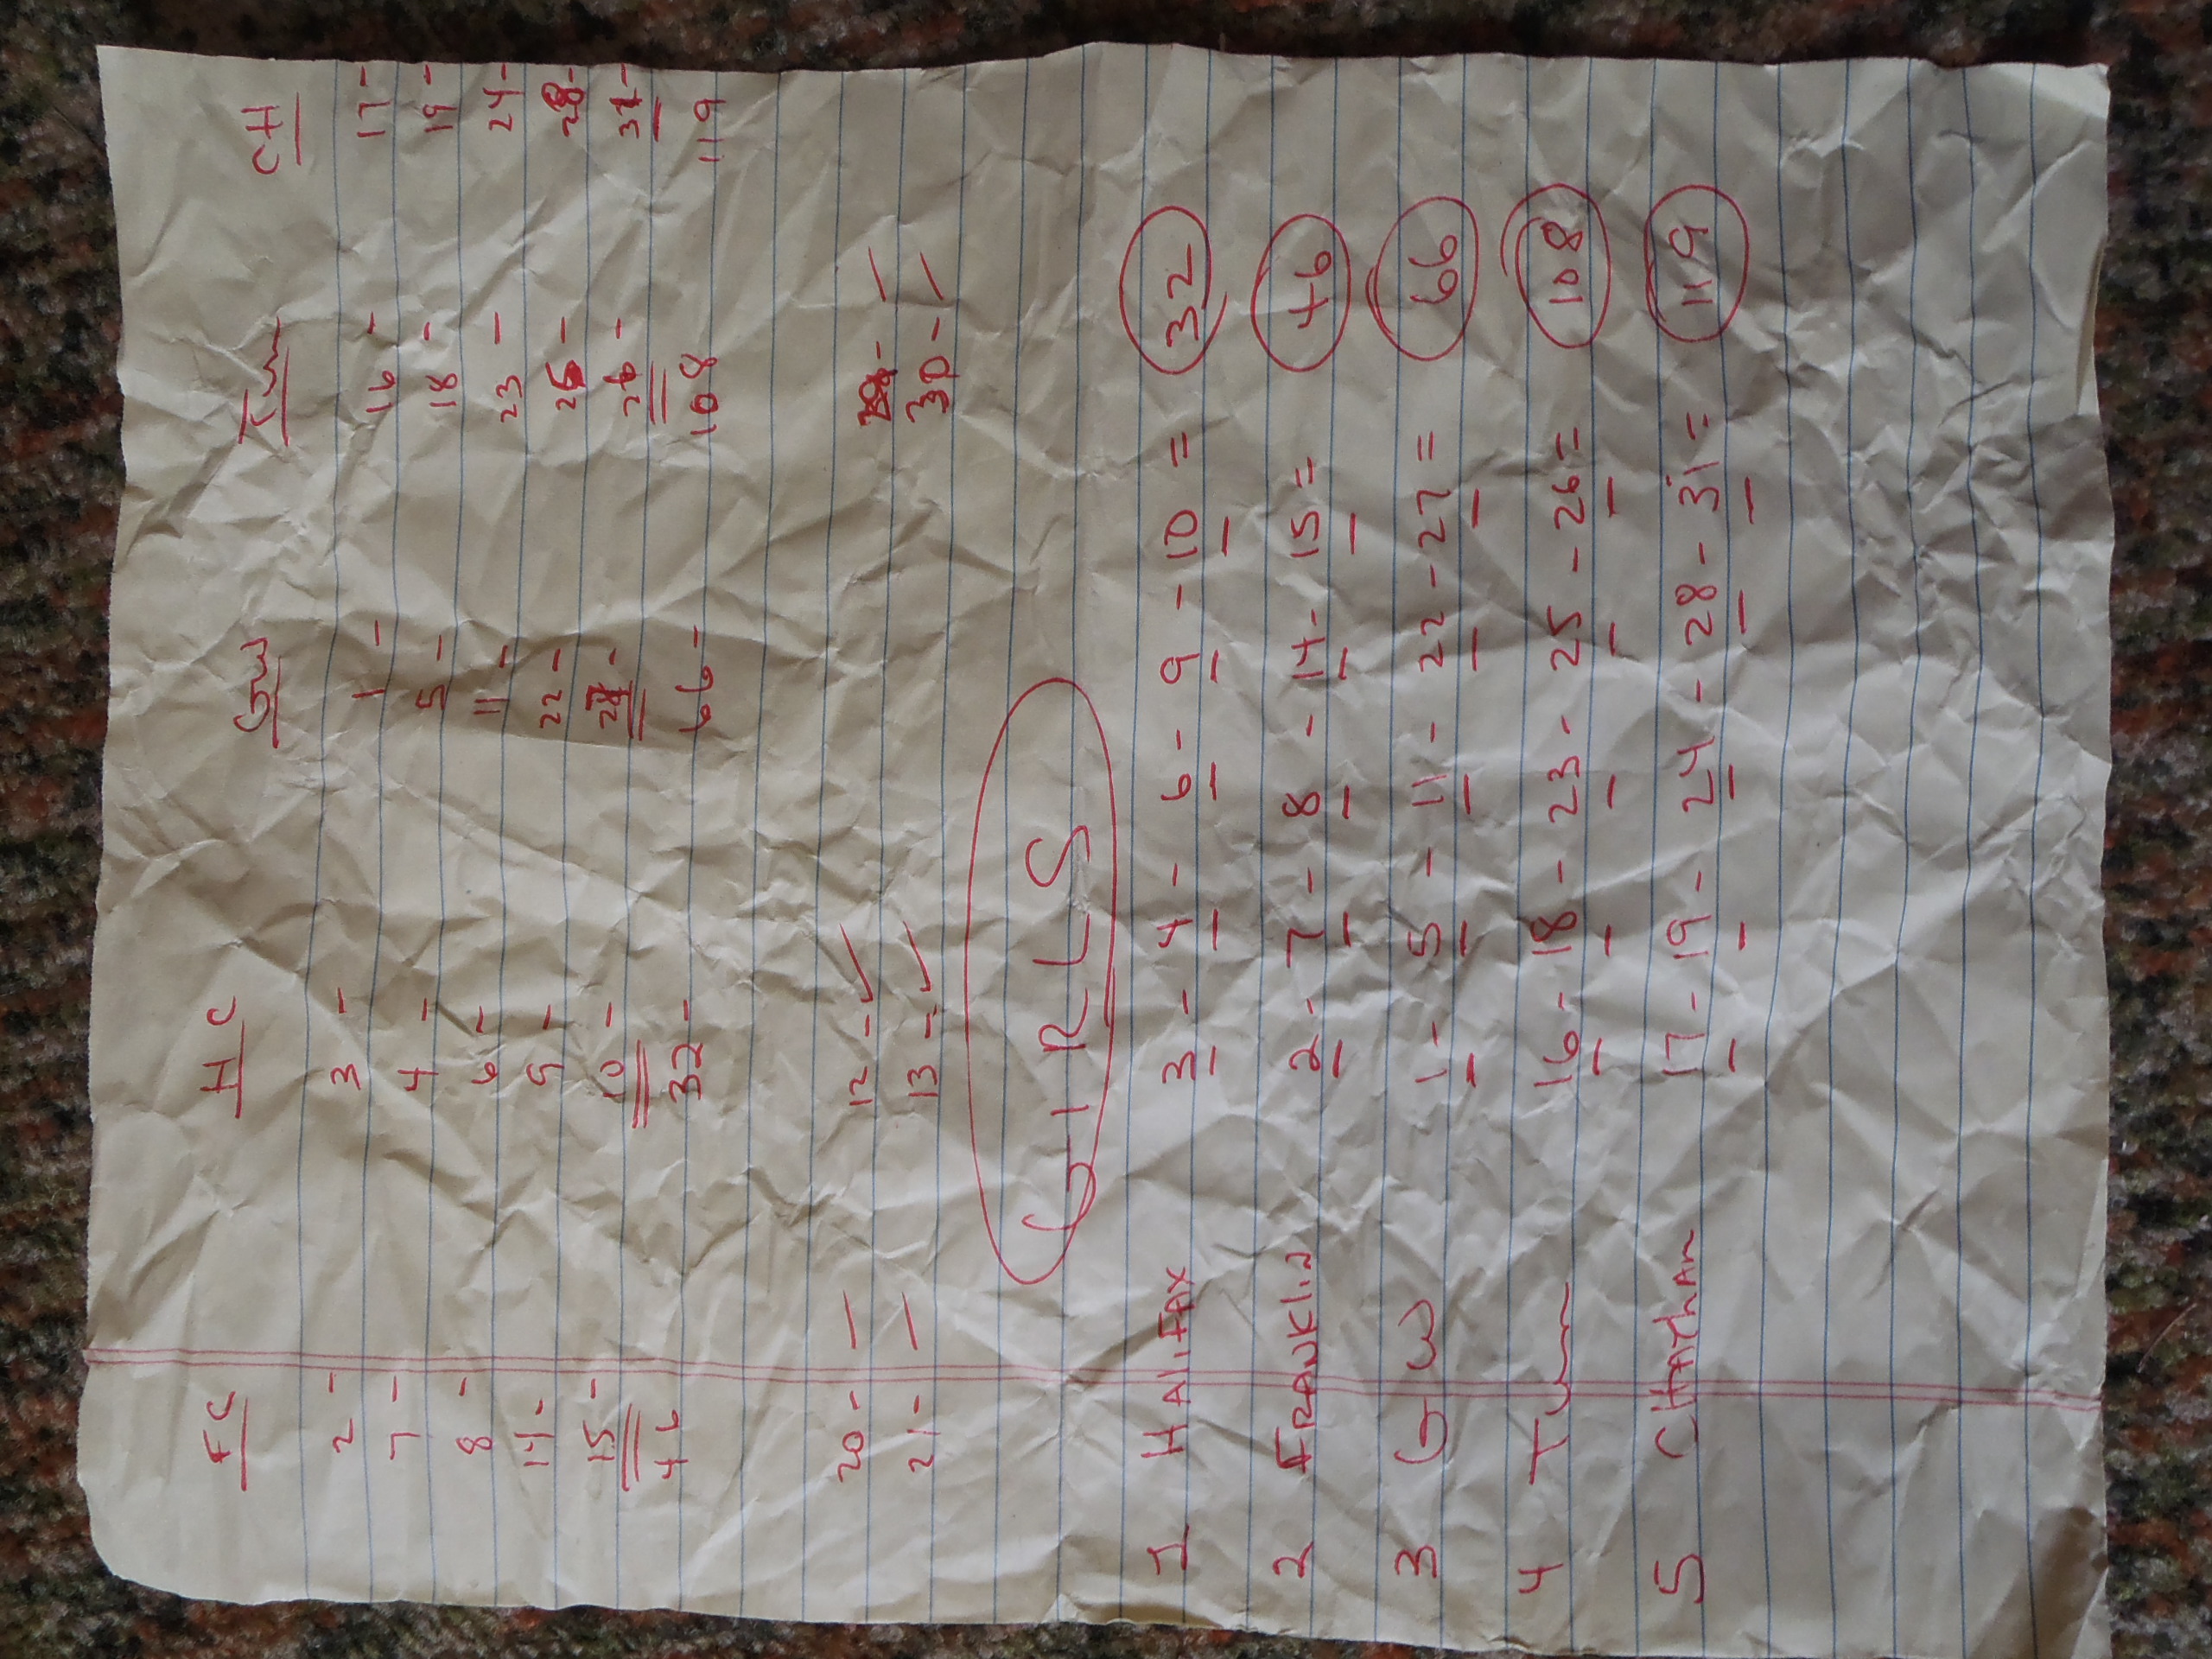 FC HC GW Tun CH
2 - 3 - 1 - 16 - 17 -
7 - 4 - 5 - 18 - 19 -
8 - 6 - 11 - 23 - 24 -
14 - 9 - 22 - 25 - 28 -
15 - 10 - 27 - 26 - 31 -
46 32 - 66 - 108 119
20 - — 12 - ✓
21 - — 13 - ✓ 30 - —
GIRLS
1 HALIFAX 3 - 4 - 6 - 9 - 10 = 32
2 FRANKLIN 2 - 7 - 8 - 14 - 15 = 46
3 GW 1 - 5 - 11 - 22 - 27 = 66
4 Tun 16 - 18 - 23 - 25 - 26 = 108
5 CHATham 17 - 19 - 24 - 28 - 31 = 119